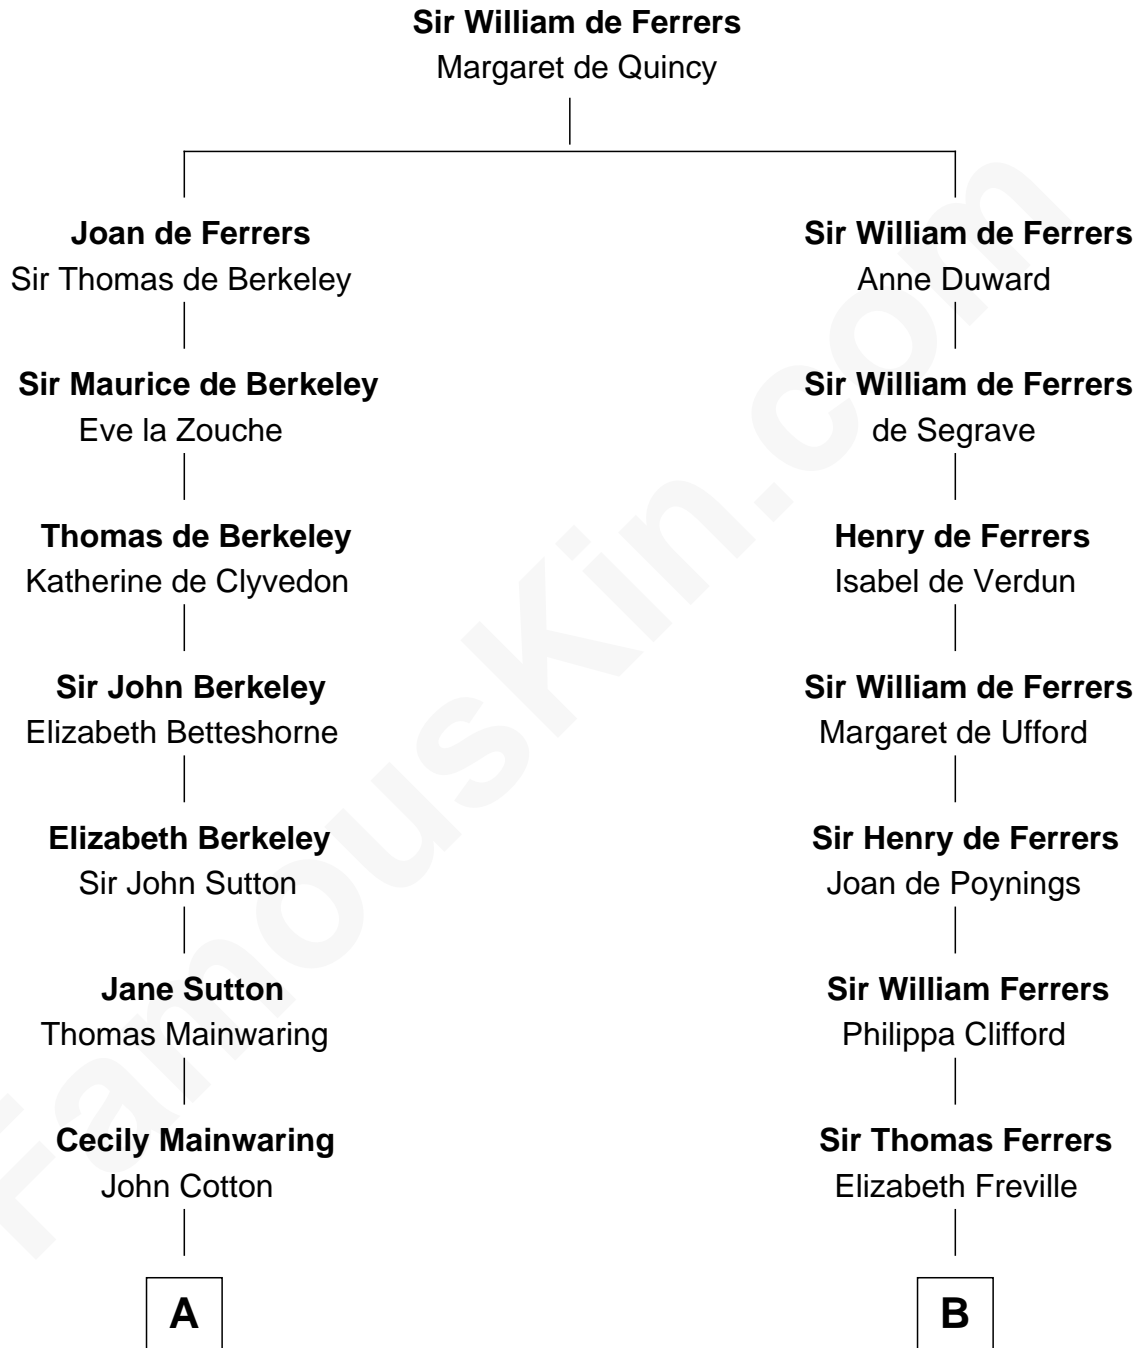 Sir William de Ferrers
Margaret de Quincy
Joan de Ferrers
Sir Thomas de Berkeley
Sir William de Ferrers
Anne Duward
Sir Maurice de Berkeley
Eve la Zouche
Sir William de Ferrers
de Segrave
Thomas de Berkeley
Katherine de Clyvedon
Henry de Ferrers
Isabel de Verdun
Sir John Berkeley
Elizabeth Betteshorne
Sir William de Ferrers
Margaret de Ufford
Elizabeth Berkeley
Sir John Sutton
Sir Henry de Ferrers
Joan de Poynings
Jane Sutton
Thomas Mainwaring
Sir William Ferrers
Philippa Clifford
Cecily Mainwaring
John Cotton
Sir Thomas Ferrers
Elizabeth Freville
A
B
FamousKin.com